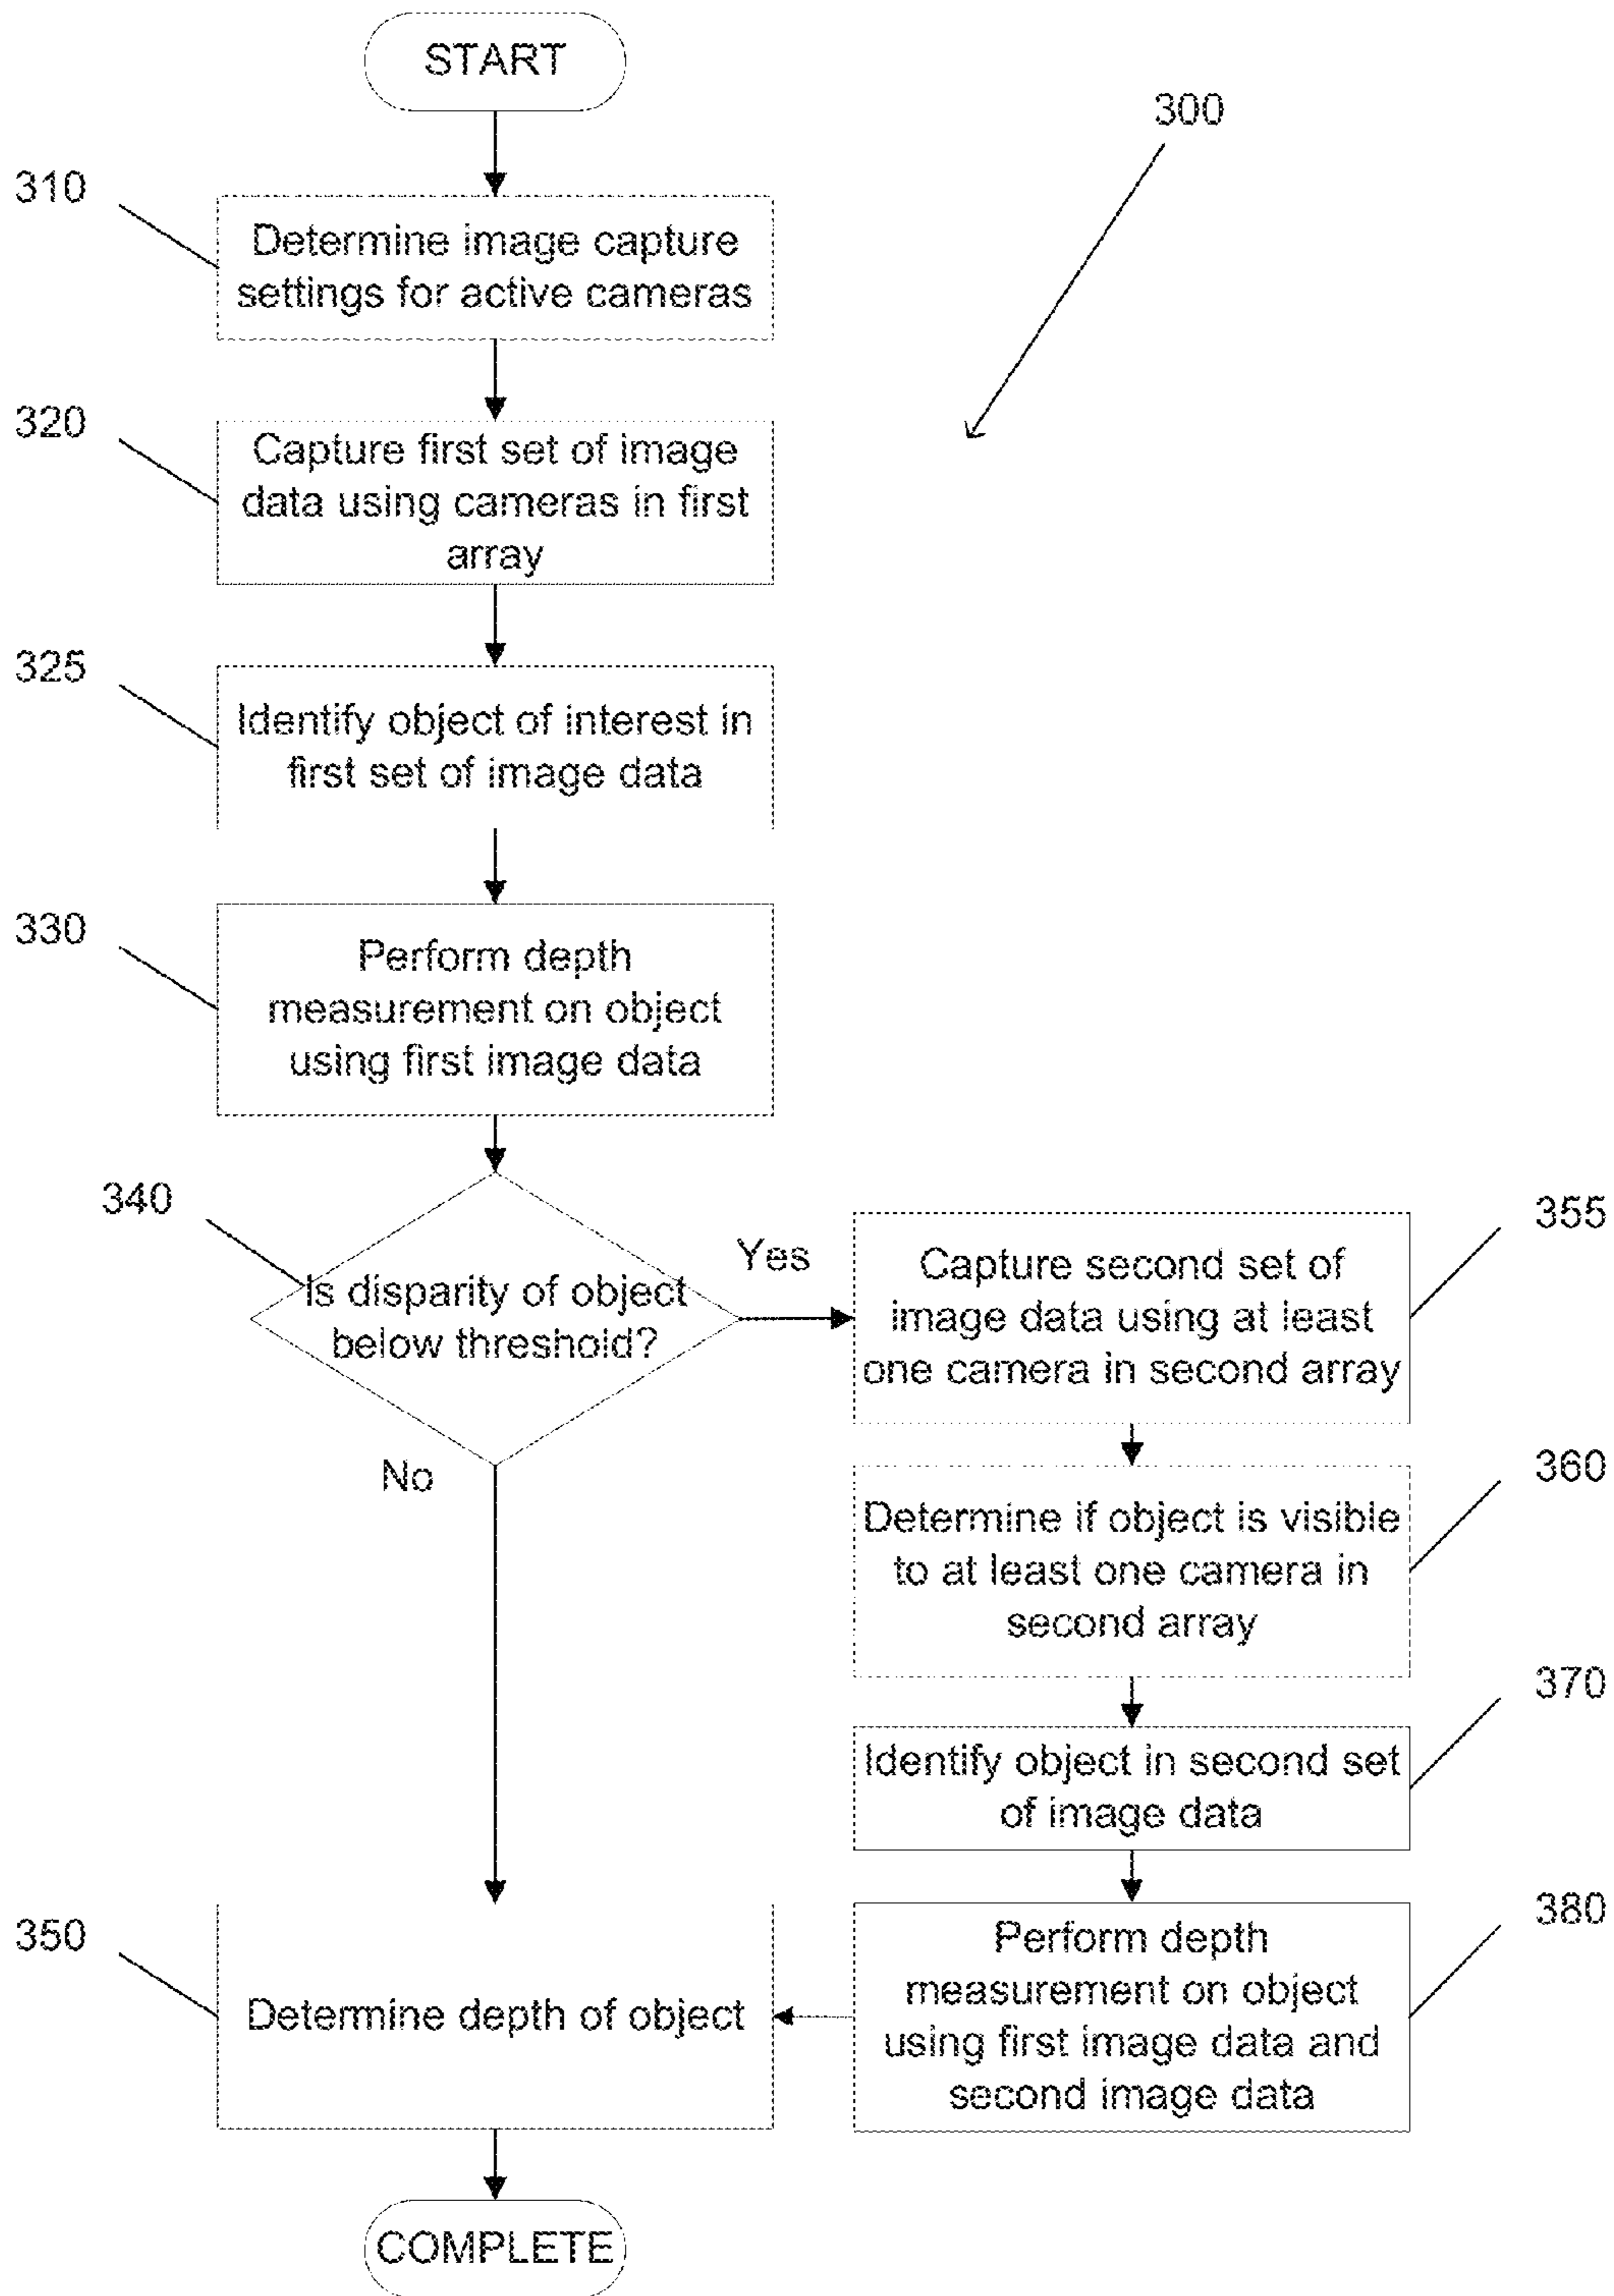 START
300
310
Determine image capture
settings for active cameras
320
Capture first set of image
data using cameras in first
array
325
Identify object of interest in
first set of image data
330
Perform depth
measurement on object
using first image data
340
Is disparity of object
below threshold?
Yes
No
355
Capture second set of
image data using at least
one camera in second array
360
Determine if object is visible
to at least one camera in
second array
370
Identify object in second set
of image data
380
Perform depth
measurement on object
using first image data and
second image data
350
Determine depth of object
COMPLETE